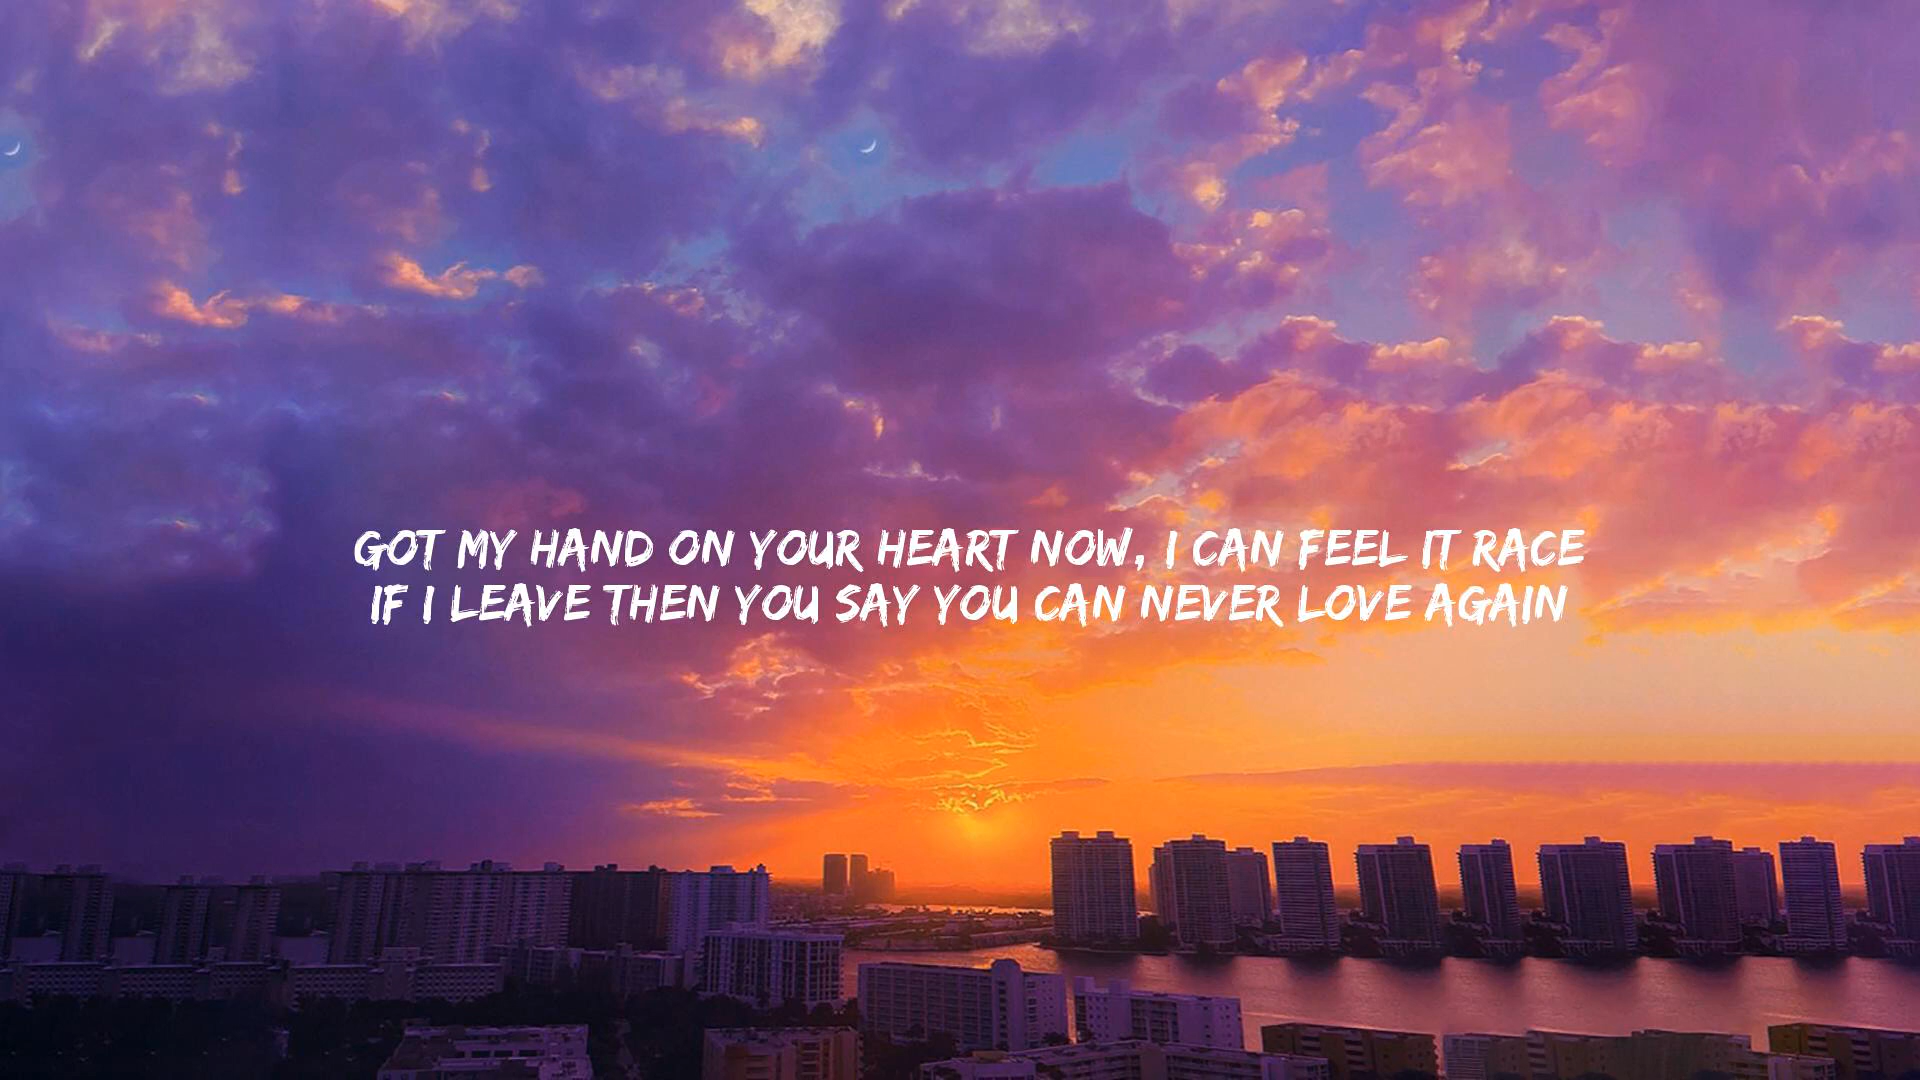 GOT MY HAND ON YOUR HEART NOW, I CAN FEEL IT RACE
IF I LEAVE THEN YOU SAY YOU CAN NEVER LOVE AGAIN